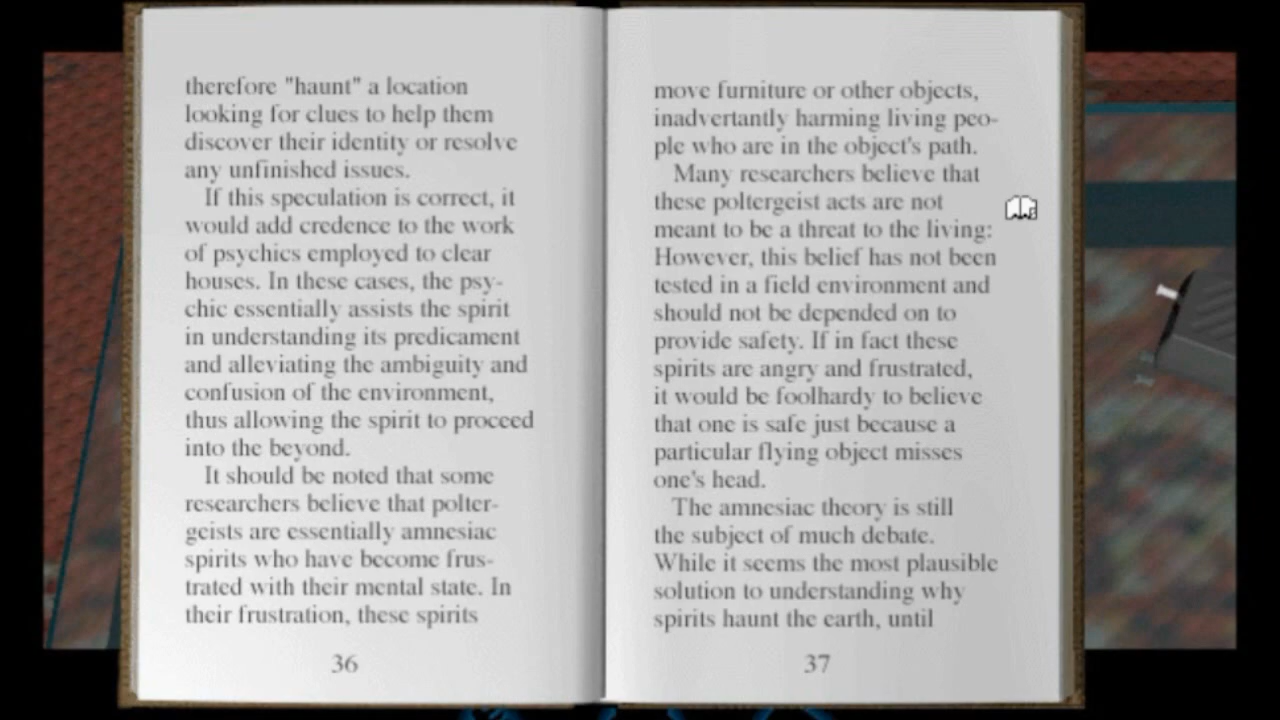 therefore "haunt" a location
looking for clues to help them
discover their identity or resolve
any unfinished issues.
If this speculation is correct, it
would add credence to the work
of psychics employed to clear
houses. In these cases, the psy-
chic essentially assists the spirit
in understanding its predicament
and alleviating the ambiguity and
confusion of the environment,
thus allowing the spirit to proceed
into the beyond.
It should be noted that some
researchers believe that polter-
geists are essentially amnesiac
spirits who have become frus-
trated with their mental state. In
their frustration, these spirits
36
move furniture or other objects,
inadvertantly harming living peo-
ple who are in the object's path.
Many researchers believe that
these poltergeist acts are not
meant to be a threat to the living:
However, this belief has not been
tested in a field environment and
should not be depended on to
provide safety. If in fact these
spirits are angry and frustrated,
it would be foolhardy to believe
that one is safe just because a
particular flying object misses
one's head.
The amnesiac theory is still
the subject of much debate.
While it seems the most plausible
solution to understanding why
spirits haunt the earth, until
37